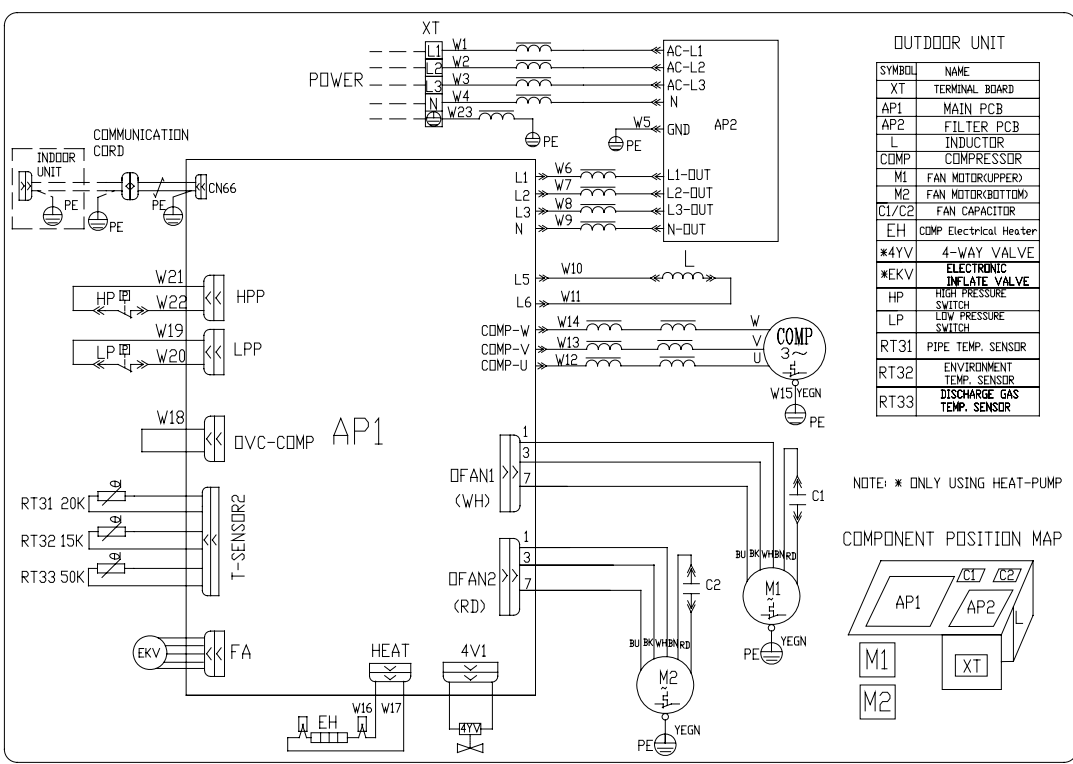 XT
L1 W1 AC-L1
L2 W2 AC-L2
POWER L3 W3 AC-L3
N W4 N
W23 PE
W5 GND AP2
PE
COMMUNICATION
CORD
INDOOR
UNIT
CN66
PE PE PE PE
L1 W6 L1-OUT
L2 W7 L2-OUT
L3 W8 L3-OUT
N W9 N-OUT
L
L5 W10
L6 W11
W21
HP P W22 HPP
W19
LP P W20 LPP
COMP-W W14 W
COMP-V W13 V
COMP-U W12 U
COMP
3~
W15 YEGN
PE
W18
OVC-COMP
AP1
RT31 20K θ
RT32 15K θ
RT33 50K θ
T-SENSOR2
EKV FA
OFAN1
(WH)
1
3
7
C1
BU BK WH BN RD
M1
~
YEGN
PE
OFAN2
(RD)
1
3
7
C2
BU BK WH BN RD
M2
~
YEGN
PE
HEAT
W16 W17
EH
4V1
4YV
OUTDOOR UNIT
SYMBOL NAME
XT TERMINAL BOARD
AP1 MAIN PCB
AP2 FILTER PCB
L INDUCTOR
COMP COMPRESSOR
M1 FAN MOTOR(UPPER)
M2 FAN MOTOR(BOTTOM)
C1/C2 FAN CAPACITOR
EH COMP Electrical Heater
*4YV 4-WAY VALVE
*EKV ELECTRONIC
INFLATE VALVE
HP HIGH PRESSURE
SWITCH
LP LOW PRESSURE
SWITCH
RT31 PIPE TEMP. SENSOR
RT32 ENVIRONMENT
TEMP. SENSOR
RT33 DISCHARGE GAS
TEMP. SENSOR
NOTE: * ONLY USING HEAT-PUMP
COMPONENT POSITION MAP
C1 C2
AP1 AP2 L
M1 XT
M2